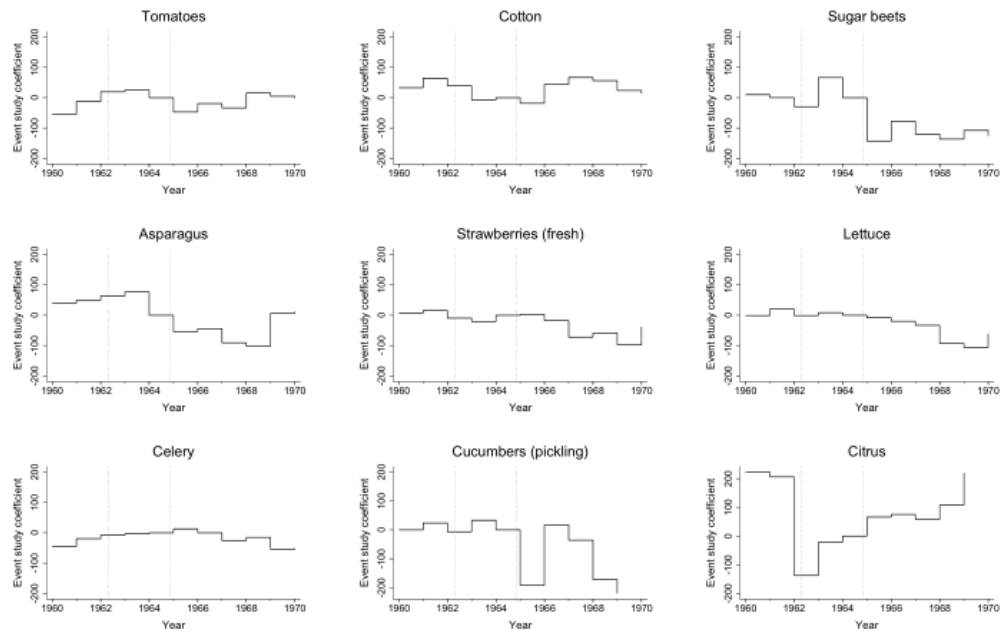 Tomatoes
Event study coefficient
-200 -100 0 100 200
1960 1962 1964 1966 1968 1970
Year
Cotton
Event study coefficient
-200 -100 0 100 200
1960 1962 1964 1966 1968 1970
Year
Sugar beets
Event study coefficient
-200 -100 0 100 200
1960 1962 1964 1966 1968 1970
Year
Asparagus
Event study coefficient
-200 -100 0 100 200
1960 1962 1964 1966 1968 1970
Year
Strawberries (fresh)
Event study coefficient
-200 -100 0 100 200
1960 1962 1964 1966 1968 1970
Year
Lettuce
Event study coefficient
-200 -100 0 100 200
1960 1962 1964 1966 1968 1970
Year
Celery
Event study coefficient
-200 -100 0 100 200
1960 1962 1964 1966 1968 1970
Year
Cucumbers (pickling)
Event study coefficient
-200 -100 0 100 200
1960 1962 1964 1966 1968 1970
Year
Citrus
Event study coefficient
-200 -100 0 100 200
1960 1962 1964 1966 1968 1970
Year